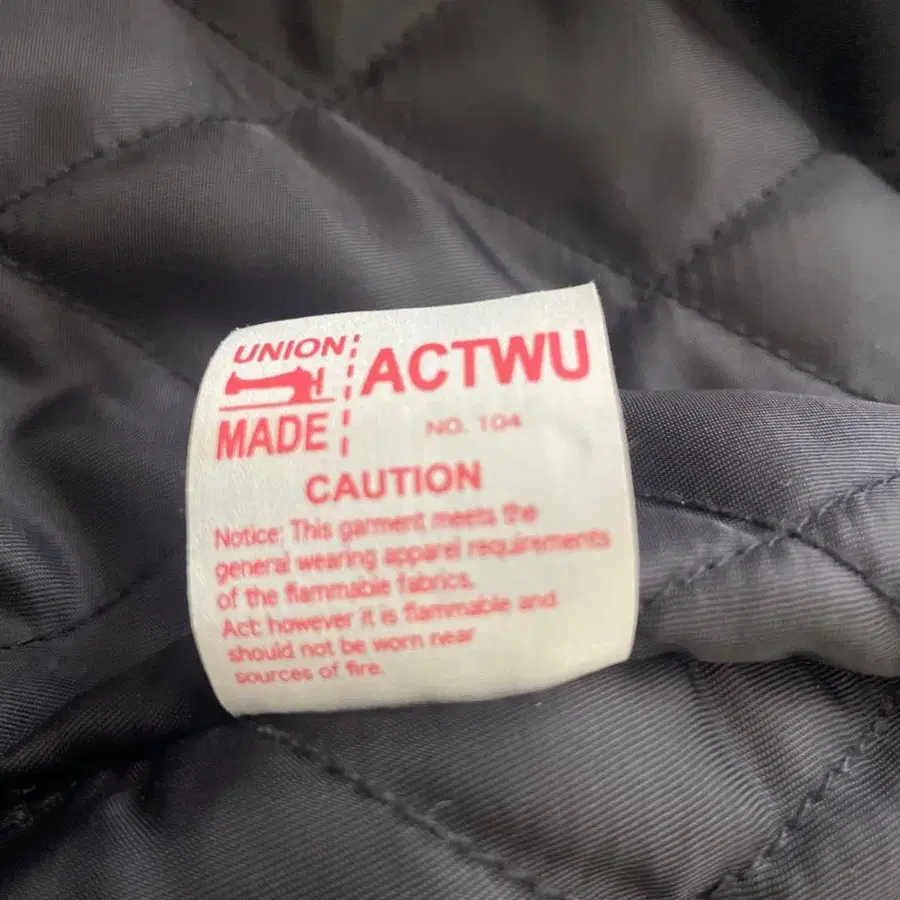 UNION
MADE
ACTWU
NO. 104
CAUTION
Notice: This garment meets the
general wearing apparel requirements
of the flammable fabrics.
Act: however it is flammable and
should not be worn near
sources of fire.